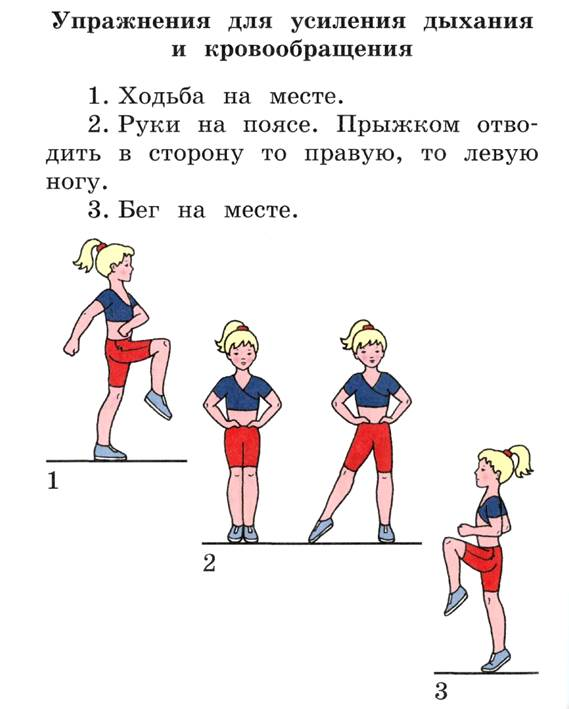 Упражнения для усиления дыхания
и кровообращения
1. Ходьба на месте.
2. Руки на поясе. Прыжком отво-
дить в сторону то правую, то левую
ногу.
3. Бег на месте.
1
2
3